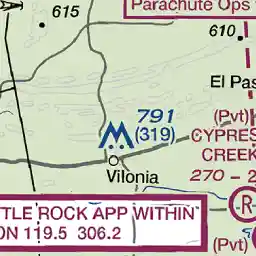 Parachute Ops
615
610
El Pas
791
(319)
(Pvt)
CYPRES
CREEK
Vilonia
270 - 2
TLE ROCK APP WITHIN
ON 119.5 306.2
R
(Pvt)